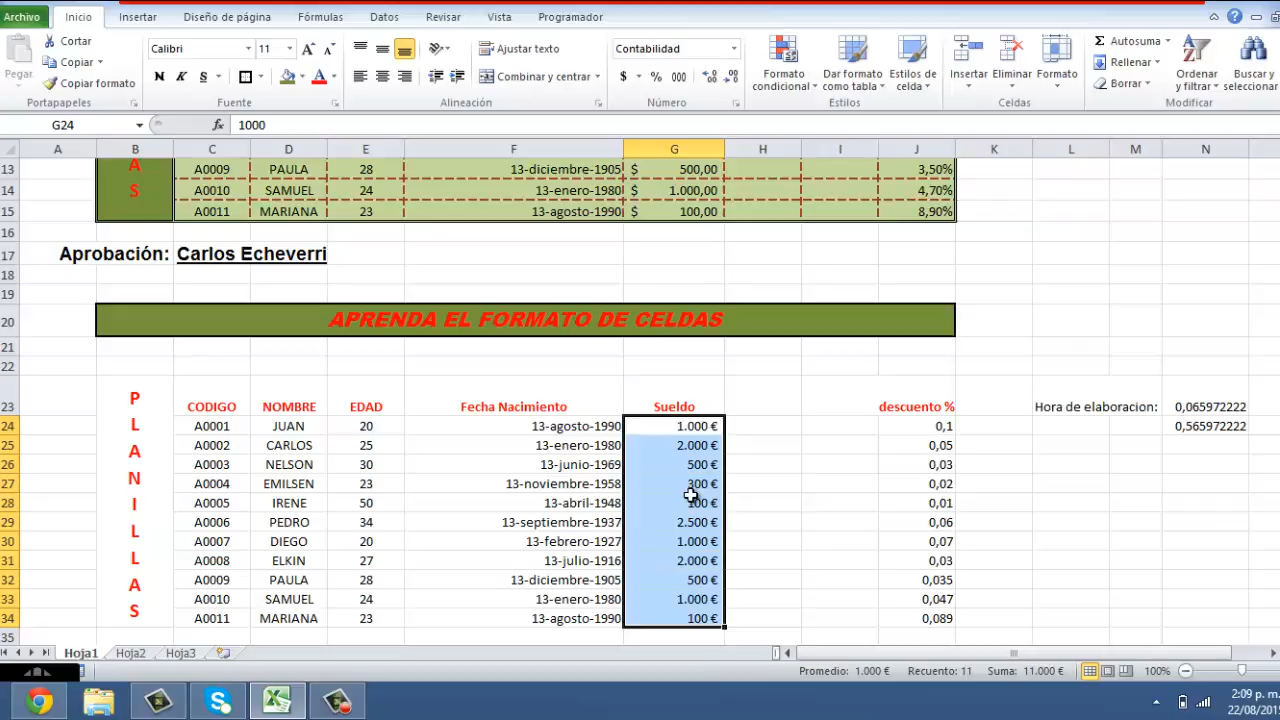 Archivo Inicio Insertar Diseño de página Fórmulas Datos Revisar Vista Programador
Pegar Cortar Copiar Copiar formato
Calibri 11 Ajustar texto Contabilidad
N K S A Combinar y centrar $ % 000
Formato condicional Dar formato como tabla Estilos de celda Insertar Eliminar Formato
Autosuma Rellenar Borrar Ordenar y filtrar Buscar y seleccionar
Portapapeles Fuente Alineación Número Estilos Celdas Modificar
G24 fx 1000
A B C D E F G H I J K L M N
13 A A0009 PAULA 28 13-diciembre-1905 $ 500,00 3,50%
14 S A0010 SAMUEL 24 13-enero-1980 $ 1.000,00 4,70%
15 A0011 MARIANA 23 13-agosto-1990 $ 100,00 8,90%
16
17 Aprobación: Carlos Echeverri
18
19
20 APRENDA EL FORMATO DE CELDAS
21
22
23 P CODIGO NOMBRE EDAD Fecha Nacimiento Sueldo descuento % Hora de elaboracion: 0,065972222
24 L A0001 JUAN 20 13-agosto-1990 1.000 € 0,1 0,565972222
25 A A0002 CARLOS 25 13-enero-1980 2.000 € 0,05
26 N A0003 NELSON 30 13-junio-1969 500 € 0,03
27 I A0004 EMILSEN 23 13-noviembre-1958 300 € 0,02
28 L A0005 IRENE 50 13-abril-1948 100 € 0,01
29 L A0006 PEDRO 34 13-septiembre-1937 2.500 € 0,06
30 A0007 DIEGO 20 13-febrero-1927 1.000 € 0,07
31 L A0008 ELKIN 27 13-julio-1916 2.000 € 0,03
32 A A0009 PAULA 28 13-diciembre-1905 500 € 0,035
33 S A0010 SAMUEL 24 13-enero-1980 1.000 € 0,047
34 A0011 MARIANA 23 13-agosto-1990 100 € 0,089
35
Hoja1 Hoja2 Hoja3
Promedio: 1.000 € Recuento: 11 Suma: 11.000 € 100%
2:09 p. m.